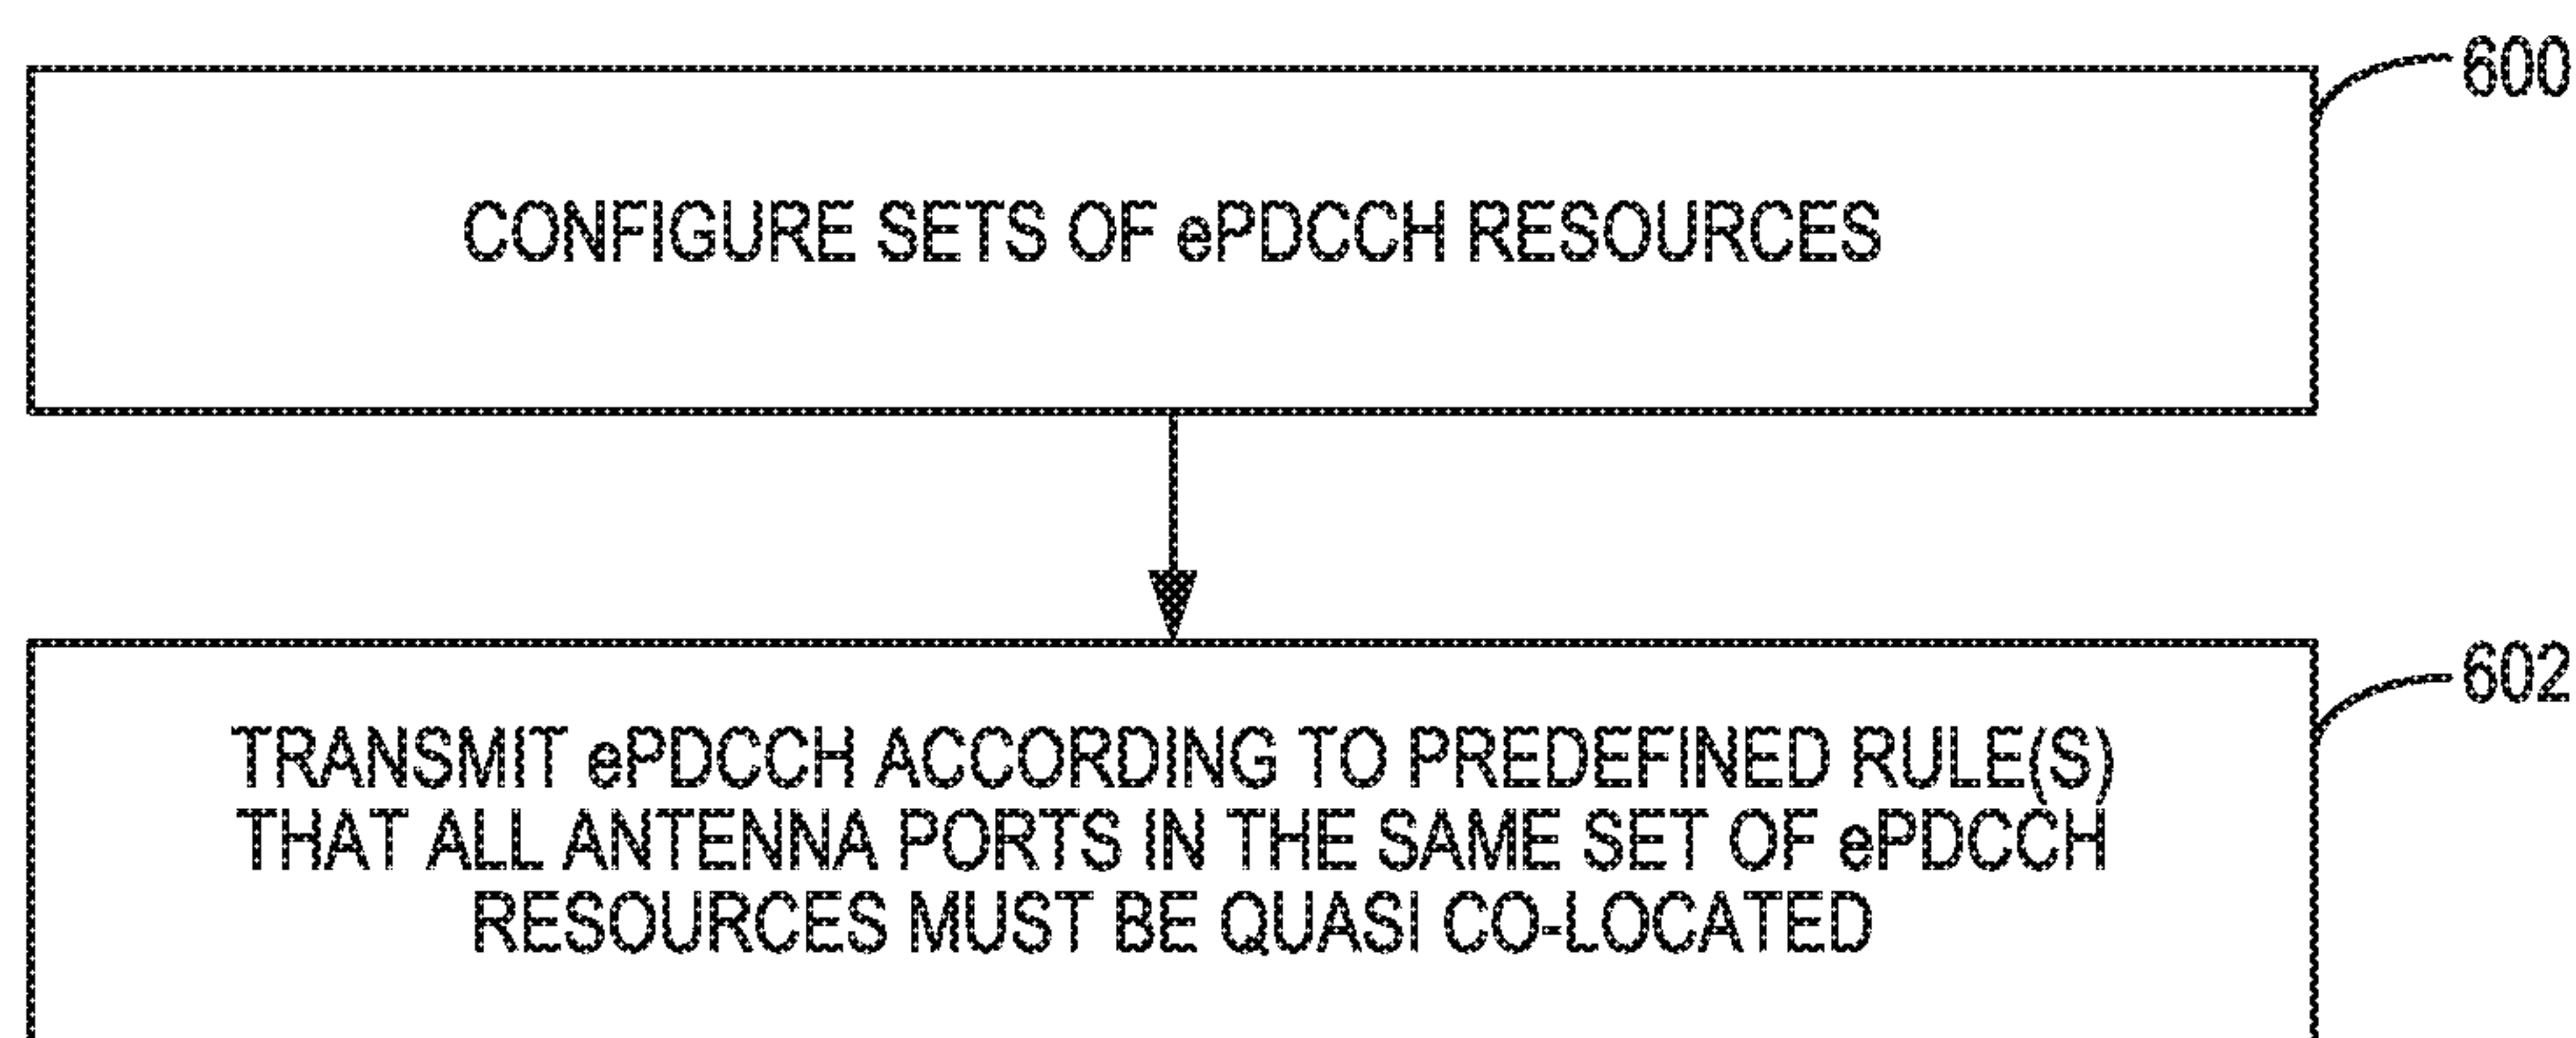 600
CONFIGURE SETS OF ePDCCH RESOURCES
602
TRANSMIT ePDCCH ACCORDING TO PREDEFINED RULE(S)
THAT ALL ANTENNA PORTS IN THE SAME SET OF ePDCCH
RESOURCES MUST BE QUASI CO-LOCATED